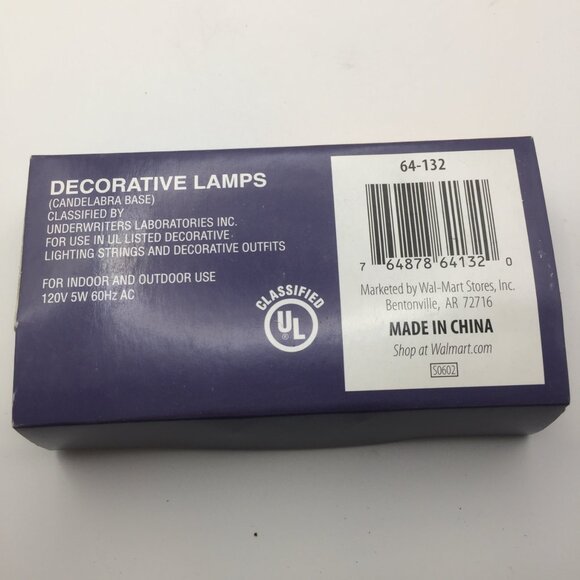 DECORATIVE LAMPS
(CANDELABRA BASE)
CLASSIFIED BY
UNDERWRITERS LABORATORIES INC.
FOR USE IN UL LISTED DECORATIVE
LIGHTING STRINGS AND DECORATIVE OUTFITS
FOR INDOOR AND OUTDOOR USE
120V 5W 60Hz AC
CLASSIFIED
UL
®
64-132
7 64878 64132 0
Marketed by Wal-Mart Stores, Inc.
Bentonville, AR 72716
MADE IN CHINA
Shop at Walmart.com
S0602